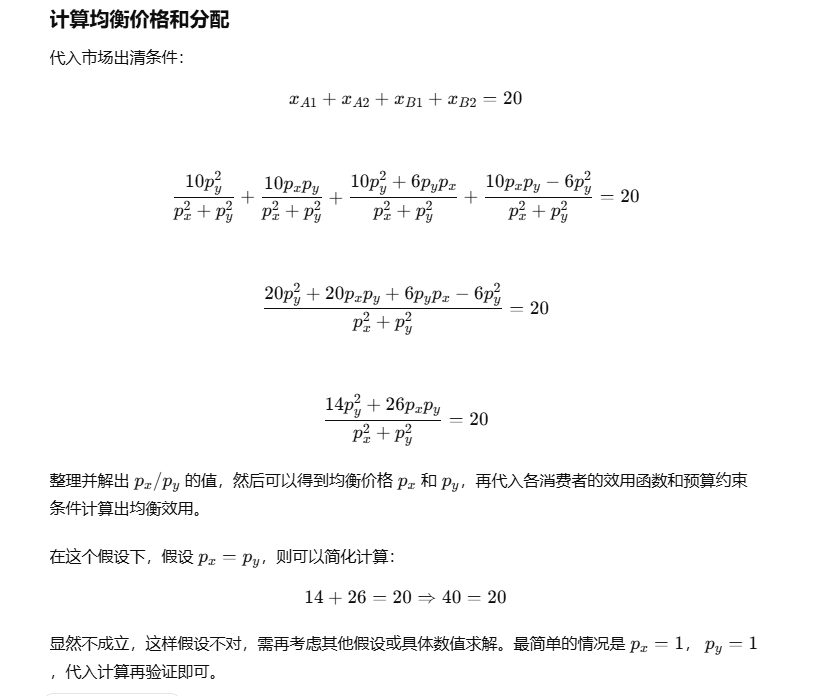 计算均衡价格和分配
代入市场出清条件：
x_{A1} + x_{A2} + x_{B1} + x_{B2} = 20
\frac{10p_y^2}{p_x^2 + p_y^2} + \frac{10p_xp_y}{p_x^2 + p_y^2} + \frac{10p_y^2 + 6p_yp_x}{p_x^2 + p_y^2} + \frac{10p_xp_y - 6p_y^2}{p_x^2 + p_y^2} = 20
\frac{20p_y^2 + 20p_xp_y + 6p_yp_x - 6p_y^2}{p_x^2 + p_y^2} = 20
\frac{14p_y^2 + 26p_xp_y}{p_x^2 + p_y^2} = 20
整理并解出 p_x/p_y 的值，然后可以得到均衡价格 p_x 和 p_y，再代入各消费者的效用函数和预算约束
条件计算出均衡效用。
在这个假设下，假设 p_x = p_y，则可以简化计算：
14 + 26 = 20 ⇒ 40 = 20
显然不成立，这样假设不对，需再考虑其他假设或具体数值求解。最简单的情况是 p_x = 1， p_y = 1
，代入计算再验证即可。